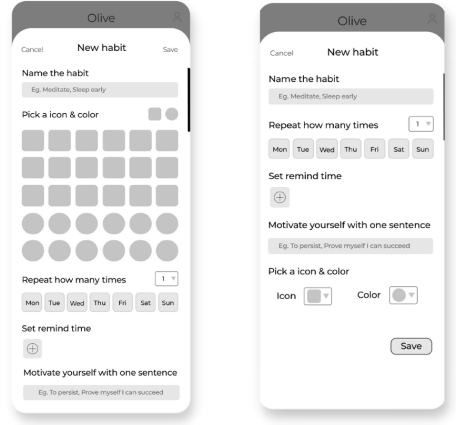 Olive
Cancel New habit Save
Name the habit
Eg. Meditate, Sleep early
Pick a icon & color
Repeat how many times 1
Mon Tue Wed Thu Fri Sat Sun
Set remind time
Motivate yourself with one sentence
Eg. To persist, Prove myself I can succeed
Olive
Cancel New habit
Name the habit
Eg. Meditate, Sleep early
Repeat how many times 1
Mon Tue Wed Thu Fri Sat Sun
Set remind time
Motivate yourself with one sentence
Eg. To persist, Prove myself I can succeed
Pick a icon & color
Icon Color
Save